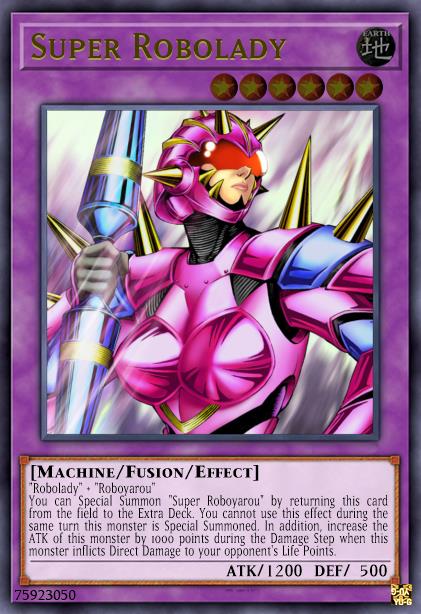 SUPER ROBOLADY
EARTH
地
[MACHINE/FUSION/EFFECT]
"Robolady" + "Roboyarou"
You can Special Summon "Super Roboyarou" by returning this card
from the field to the Extra Deck. You cannot use this effect during the
same turn this monster is Special Summoned. In addition, increase the
ATK of this monster by 1000 points during the Damage Step when this
monster inflicts Direct Damage to your opponent's Life Points.
ATK/1200 DEF/ 500
75923050